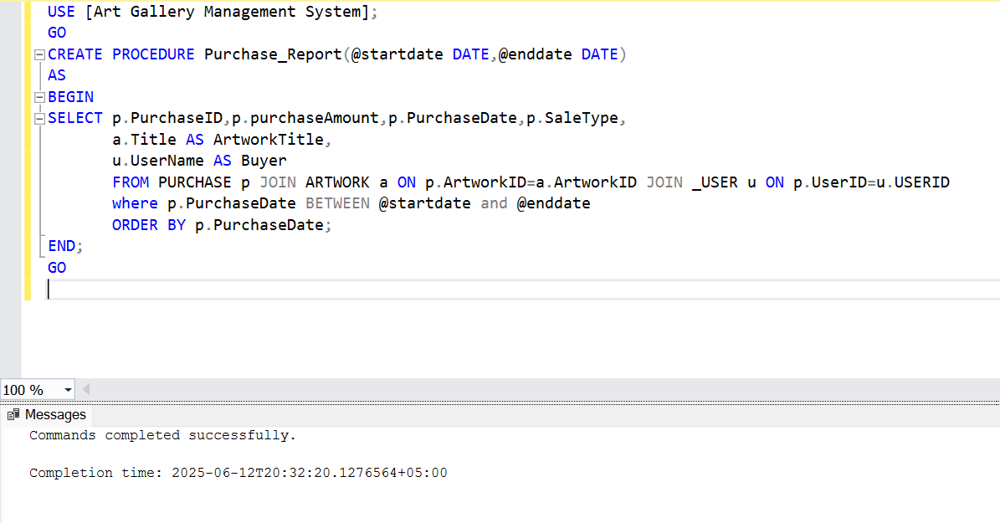 USE [Art Gallery Management System];
GO
CREATE PROCEDURE Purchase_Report(@startdate DATE,@enddate DATE)
AS
BEGIN
SELECT p.PurchaseID,p.purchaseAmount,p.PurchaseDate,p.SaleType,
a.Title AS ArtworkTitle,
u.UserName AS Buyer
FROM PURCHASE p JOIN ARTWORK a ON p.ArtworkID=a.ArtworkID JOIN _USER u ON p.UserID=u.USERID
where p.PurchaseDate BETWEEN @startdate and @enddate
ORDER BY p.PurchaseDate;
END;
GO
100 %
Messages
Commands completed successfully.
Completion time: 2025-06-12T20:32:20.1276564+05:00